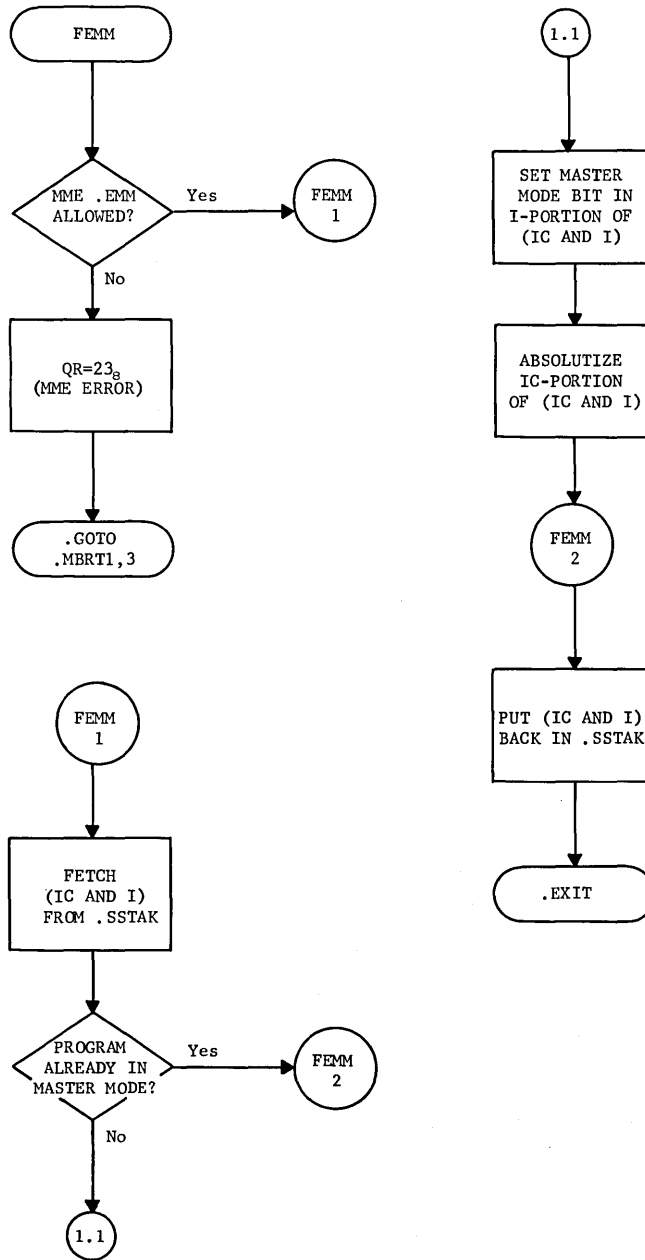 FEMM
MME .EMM
ALLOWED?
Yes
FEMM
1
No
QR=23₈
(MME ERROR)
.GOTO
.MBRT1,3
FEMM
1
FETCH
(IC AND I)
FROM .SSTAK
PROGRAM
ALREADY IN
MASTER MODE?
Yes
FEMM
2
No
1.1
1.1
SET MASTER
MODE BIT IN
I-PORTION OF
(IC AND I)
ABSOLUTIZE
IC-PORTION
OF (IC AND I)
FEMM
2
PUT (IC AND I)
BACK IN .SSTAK
.EXIT